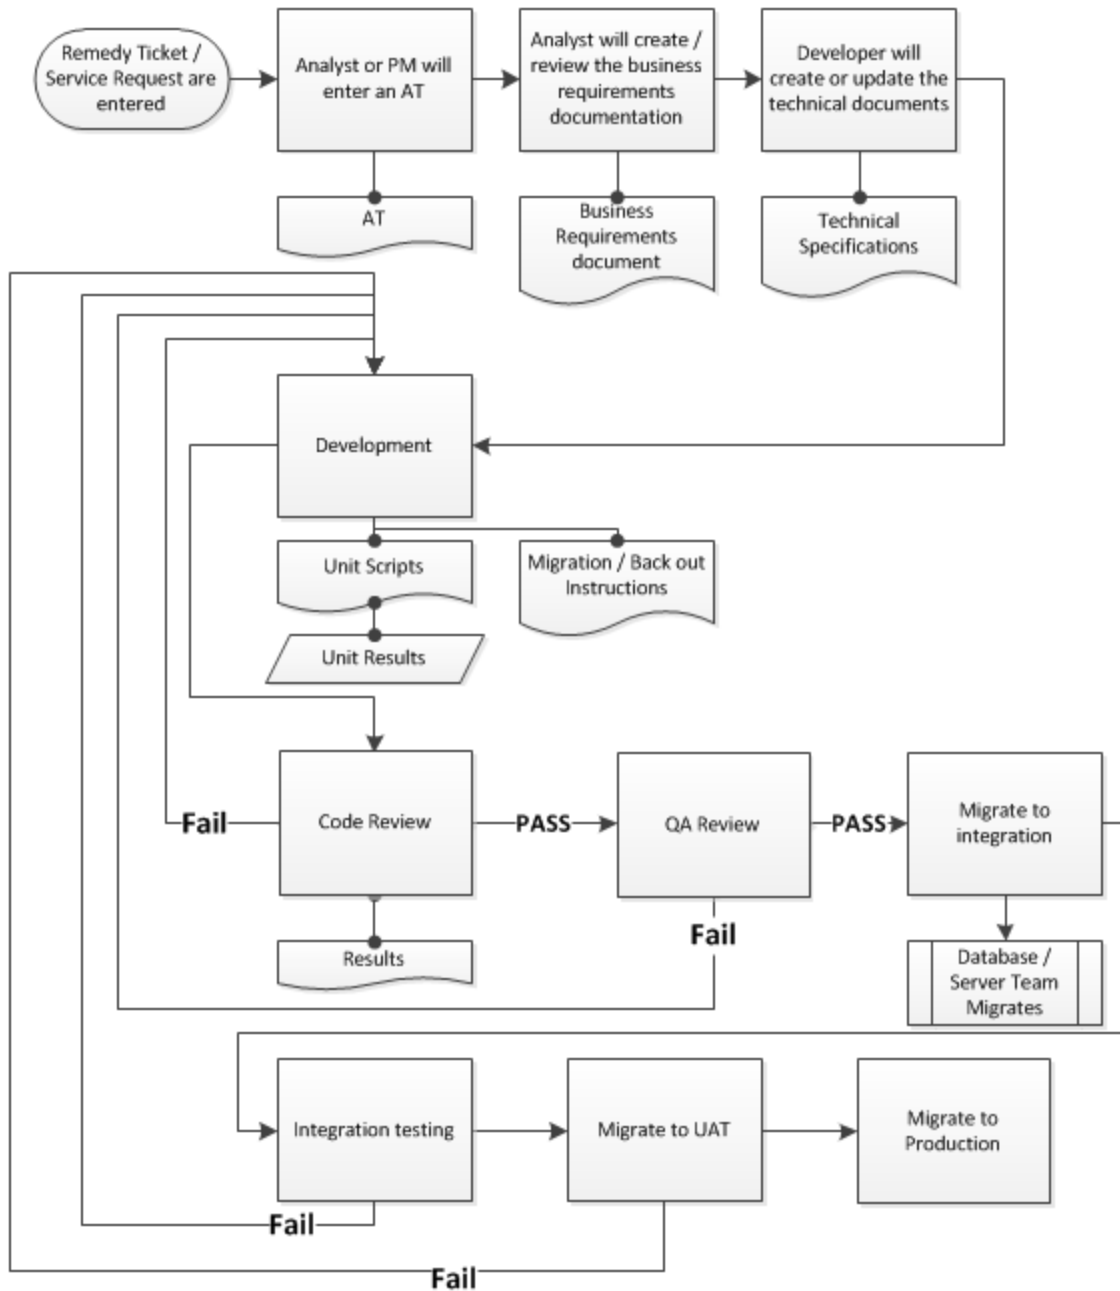 Remedy Ticket /
Service Request are
entered
Analyst or PM will
enter an AT
Analyst will create /
review the business
requirements
documentation
Developer will
create or update the
technical documents
AT
Business
Requirements
document
Technical
Specifications
Development
Unit Scripts
Migration / Back out
Instructions
Unit Results
Fail
Code Review
PASS
QA Review
PASS
Migrate to
integration
Fail
Results
Database /
Server Team
Migrates
Integration testing
Migrate to UAT
Migrate to
Production
Fail
Fail